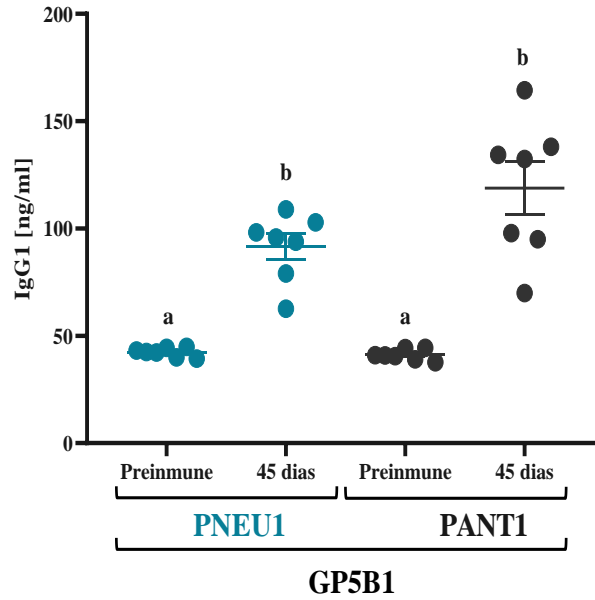 IgG1 [ng/ml]
200
150
100
50
0
a
b
a
b
Preinmune 45 dias Preinmune 45 dias
PNEU1 PANT1
GP5B1